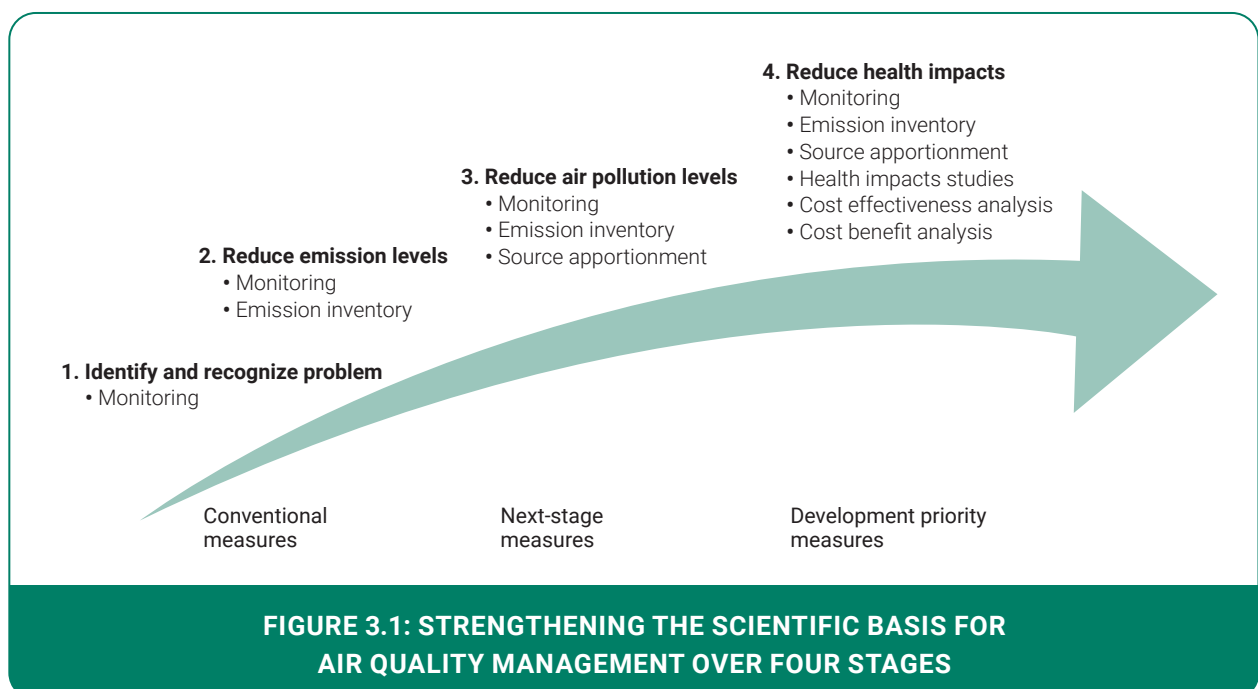 1. Identify and recognize problem
• Monitoring
2. Reduce emission levels
• Monitoring
• Emission inventory
3. Reduce air pollution levels
• Monitoring
• Emission inventory
• Source apportionment
4. Reduce health impacts
• Monitoring
• Emission inventory
• Source apportionment
• Health impacts studies
• Cost effectiveness analysis
• Cost benefit analysis
Conventional
measures
Next-stage
measures
Development priority
measures
FIGURE 3.1: STRENGTHENING THE SCIENTIFIC BASIS FOR
AIR QUALITY MANAGEMENT OVER FOUR STAGES